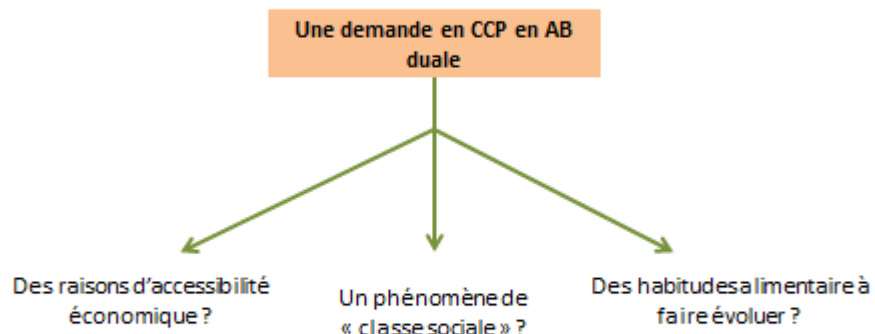 Une demande en CCP en AB
duale
Des raisons d'accessibilité
économique ?
Un phénomène de
« classe sociale » ?
Des habitudes alimentaire à
faire évoluer ?